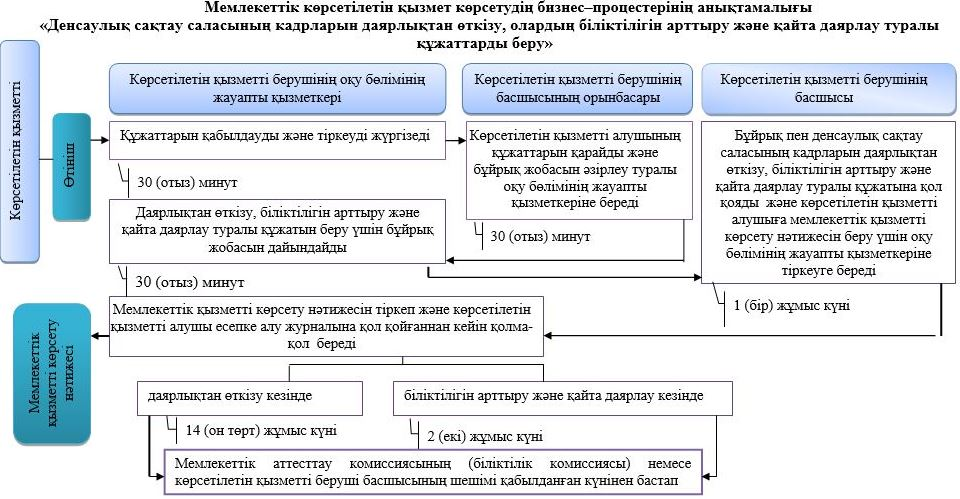 Мемлекеттік көрсетілетін қызмет көрсетудің бизнес–процестерінің анықтамалығы
«Денсаулық сақтау саласының кадрларын даярлықтан өткізу, олардың біліктілігін арттыру және қайта даярлау туралы
құжаттарды беру»
Көрсетілетін қызметті
Өтініш
Көрсетілетін қызметті берушінің оқу бөлімінің
жауапты қызметкері
Көрсетілетін қызметті берушінің
басшысының орынбасары
Көрсетілетін қызметті берушінің
басшысы
Құжаттарын қабылдауды және тіркеуді жүргізеді
30 (отыз) минут
Көрсетілетін қызметті алушының
құжаттарын қарайды және
бұйрық жобасын әзірлеу туралы
оқу бөлімінің жауапты
қызметкеріне береді
30 (отыз) минут
Бұйрық пен денсаулық сақтау
саласының кадрларын даярлықтан
өткізу, біліктілігін арттыру және
қайта даярлау туралы құжатына қол
қояды және көрсетілетін қызметті
алушыға мемлекеттік қызметті
көрсету нәтижесін беру үшін оқу
бөлімінің жауапты қызметкеріне
тіркеуге береді
1 (бір) жұмыс күні
Даярлықтан өткізу, біліктілігін арттыру және
қайта даярлау туралы құжатын беру үшін бұйрық
жобасын дайындайды
30 (отыз) минут
Мемлекеттік қызметті көрсету нәтижесін тіркеп және көрсетілетін
қызметті алушы есепке алу журналына қол қойғаннан кейін қолма-
қол береді
Мемлекеттік
қызметті көрсету
нәтижесі
даярлықтан өткізу кезінде
14 (он төрт) жұмыс күні
біліктілігін арттыру және қайта даярлау кезінде
2 (екі) жұмыс күні
Мемлекеттік аттесттау комиссиясының (біліктілік комиссиясы) немесе
көрсетілетін қызметті беруші басшысының шешімі қабылданған күнінен бастап